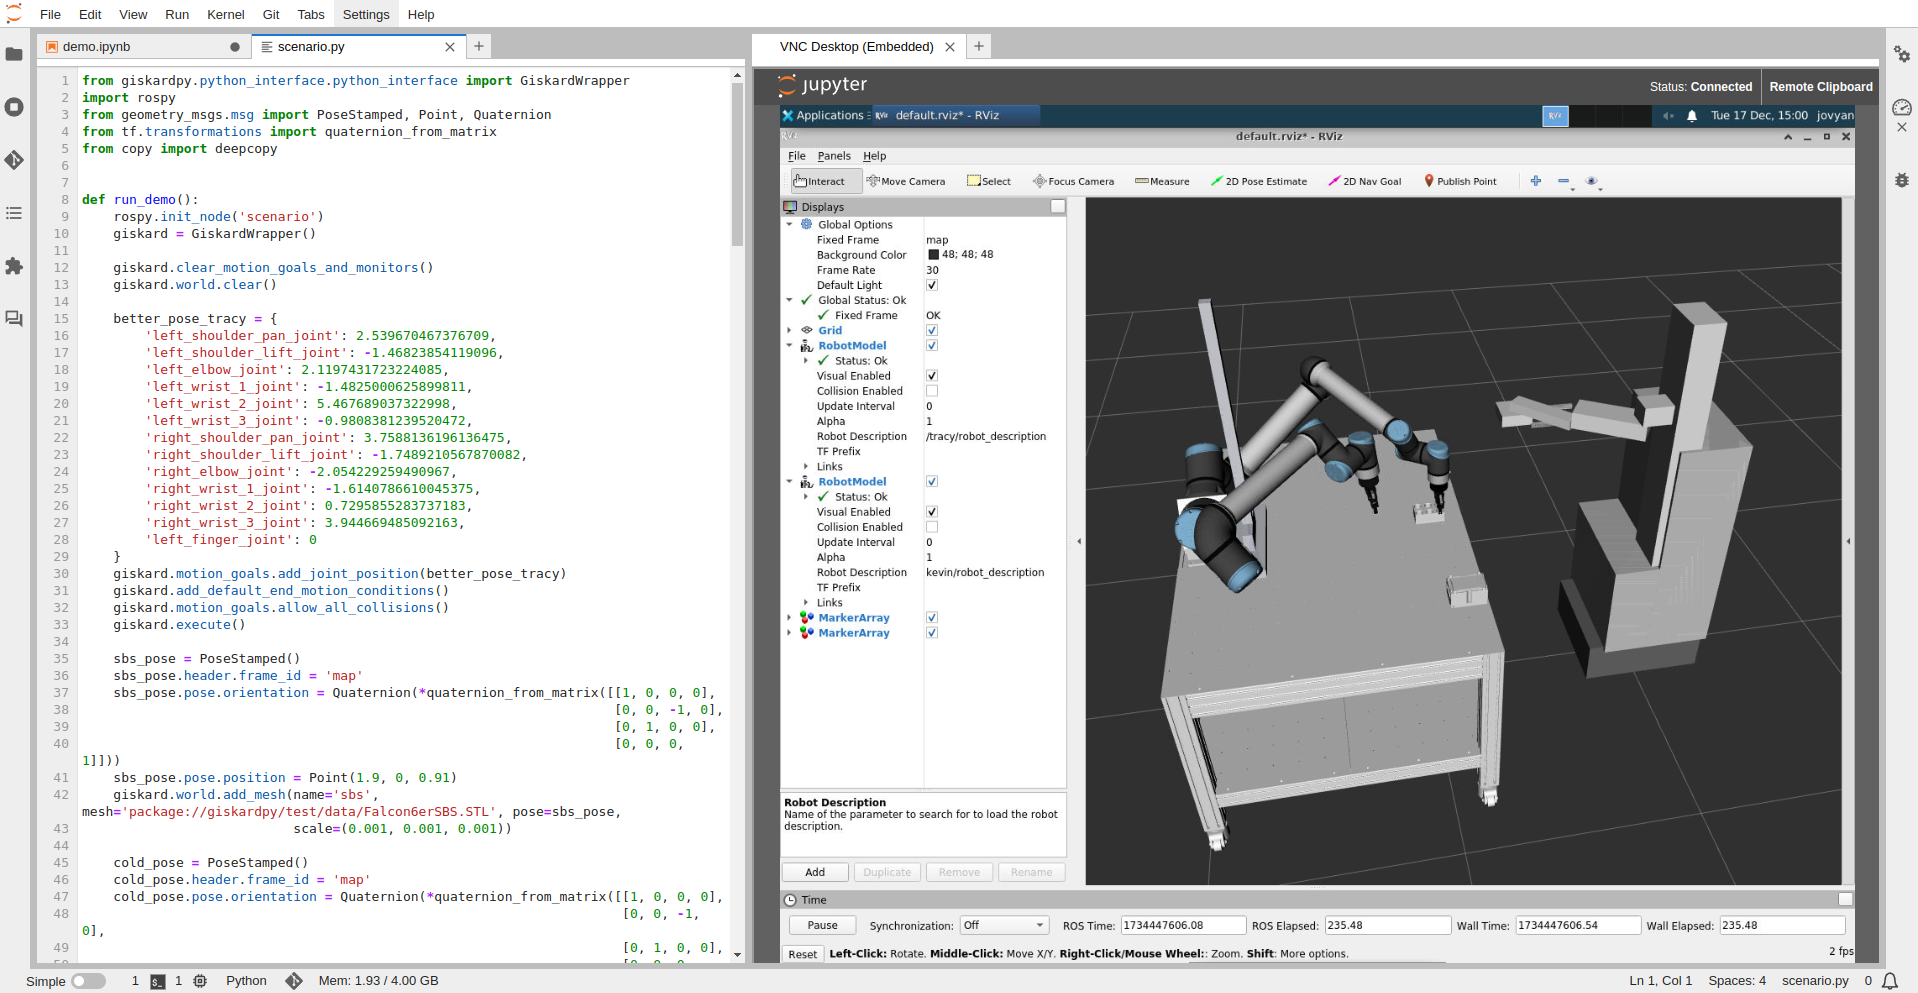 File Edit View Run Kernel Git Tabs Settings Help
demo.ipynb
scenario.py
VNC Desktop (Embedded)
1 from giskardpy.python_interface.python_interface import GiskardWrapper
2 import rospy
3 from geometry_msgs.msg import PoseStamped, Point, Quaternion
4 from tf.transformations import quaternion_from_matrix
5 from copy import deepcopy
6
7
8 def run_demo():
9 rospy.init_node('scenario')
10 giskard = GiskardWrapper()
11
12 giskard.clear_motion_goals_and_monitors()
13 giskard.world.clear()
14
15 better_pose_tracy = {
16 'left_shoulder_pan_joint': 2.539670467376709,
17 'left_shoulder_lift_joint': -1.46823854119096,
18 'left_elbow_joint': 2.1197431723224085,
19 'left_wrist_1_joint': -1.4825000625899811,
20 'left_wrist_2_joint': 5.467689037322998,
21 'left_wrist_3_joint': -0.9808381239520472,
22 'right_shoulder_pan_joint': 3.7588136196136475,
23 'right_shoulder_lift_joint': -1.7489210567870082,
24 'right_elbow_joint': -2.054229259490967,
25 'right_wrist_1_joint': -1.6140786610045375,
26 'right_wrist_2_joint': 0.7295855283737183,
27 'right_wrist_3_joint': 3.944669485092163,
28 'left_finger_joint': 0
29 }
30 giskard.motion_goals.add_joint_position(better_pose_tracy)
31 giskard.add_default_end_motion_conditions()
32 giskard.motion_goals.allow_all_collisions()
33 giskard.execute()
34
35 sbs_pose = PoseStamped()
36 sbs_pose.header.frame_id = 'map'
37 sbs_pose.pose.orientation = Quaternion(*quaternion_from_matrix([[1, 0, 0, 0],
38 [0, 0, -1, 0],
39 [0, 1, 0, 0],
40 [0, 0, 0,
1]]))
41 sbs_pose.pose.position = Point(1.9, 0, 0.91)
42 giskard.world.add_mesh(name='sbs',
mesh='package://giskardpy/test/data/Falcon6erSBS.STL', pose=sbs_pose,
43 scale=(0.001, 0.001, 0.001))
44
45 cold_pose = PoseStamped()
46 cold_pose.header.frame_id = 'map'
47 cold_pose.pose.orientation = Quaternion(*quaternion_from_matrix([[1, 0, 0, 0],
48 [0, 0, -1,
0],
49 [0, 1, 0, 0],
jupyter
Status: Connected
Remote Clipboard
Applications
default.rviz* - RViz
Tue 17 Dec, 15:00 jovyan
default.rviz* - RViz
File Panels Help
Interact Move Camera Select Focus Camera Measure 2D Pose Estimate 2D Nav Goal Publish Point
Displays
Global Options
Fixed Frame map
Background Color 48; 48; 48
Frame Rate 30
Default Light
Global Status: Ok
Fixed Frame OK
Grid
RobotModel
Status: Ok
Visual Enabled
Collision Enabled
Update Interval 0
Alpha 1
Robot Description /tracy/robot_description
TF Prefix
Links
RobotModel
Status: Ok
Visual Enabled
Collision Enabled
Update Interval 0
Alpha 1
Robot Description kevin/robot_description
TF Prefix
Links
MarkerArray
MarkerArray
Robot Description
Name of the parameter to search for to load the robot
description.
Add Duplicate Remove Rename
Time
Pause Synchronization: Off ROS Time: 1734447606.08 ROS Elapsed: 235.48 Wall Time: 1734447606.54 Wall Elapsed: 235.48
Reset Left-Click: Rotate. Middle-Click: Move X/Y. Right-Click/Mouse Wheel:: Zoom. Shift: More options. 2 fps
Simple 1 1 Python Mem: 1.93 / 4.00 GB Ln 1, Col 1 Spaces: 4 scenario.py 0